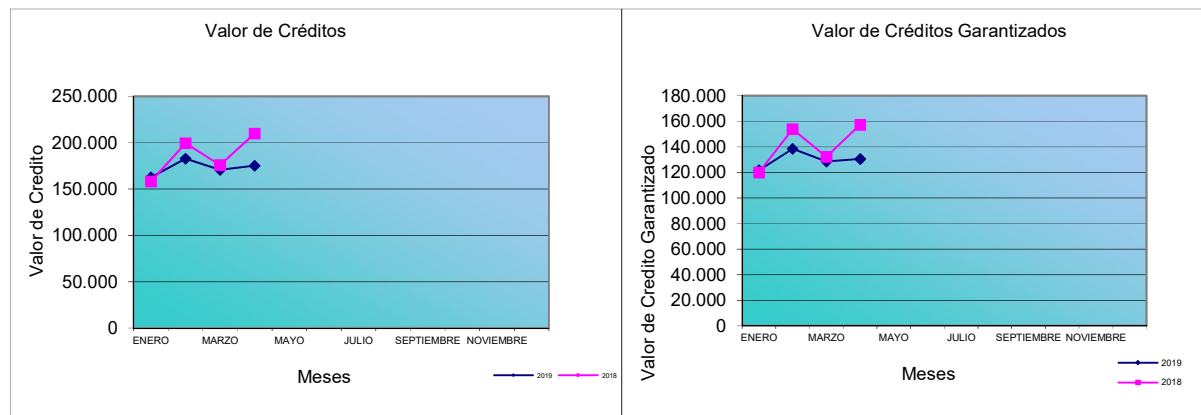 Valor de Créditos
250.000
200.000
150.000
100.000
50.000
0
Valor de Credito
ENERO MARZO MAYO JULIO SEPTIEMBRE NOVIEMBRE
Meses
2019 2018
Valor de Créditos Garantizados
180.000
160.000
140.000
120.000
100.000
80.000
60.000
40.000
20.000
0
Valor de Credito Garantizado
ENERO MARZO MAYO JULIO SEPTIEMBRE NOVIEMBRE
Meses
2019
2018